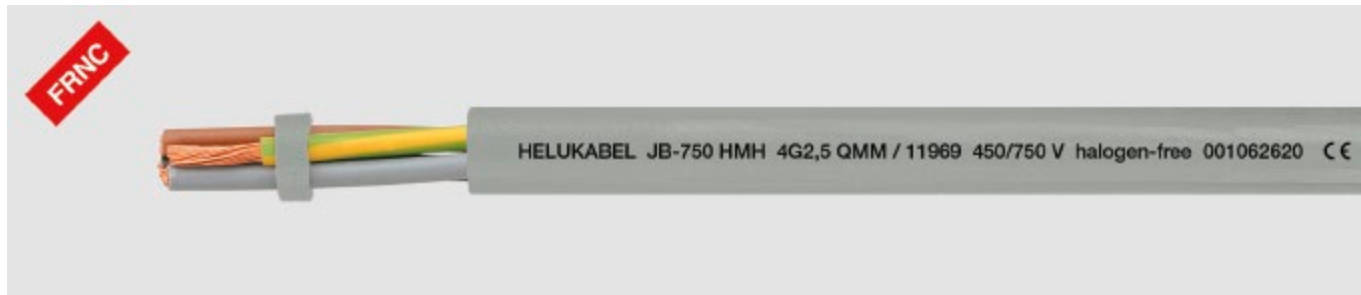 FRNC
HELUKABEL JB-750 HMH 4G2,5 QMM / 11969 450/750 V halogen-free 001062620 CE